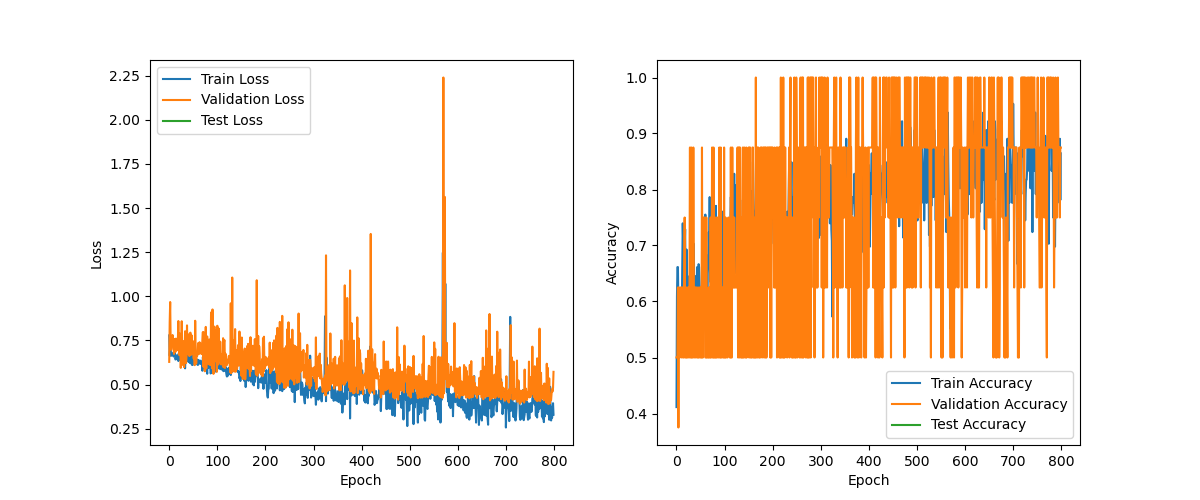 2.25
2.00
1.75
1.50
1.25
1.00
0.75
0.50
0.25
Loss
Train Loss
Validation Loss
Test Loss
0 100 200 300 400 500 600 700 800
Epoch
1.0
0.9
0.8
0.7
0.6
0.5
0.4
Accuracy
Train Accuracy
Validation Accuracy
Test Accuracy
0 100 200 300 400 500 600 700 800
Epoch